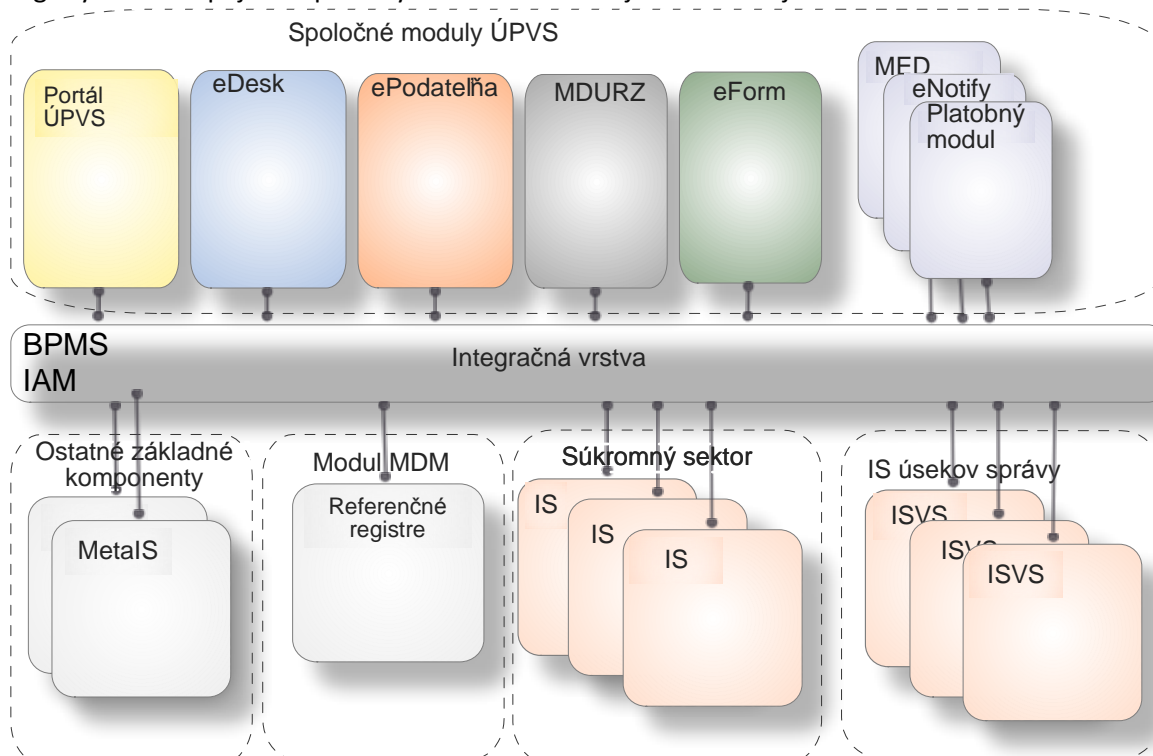 Spoločné moduly ÚPVS
Portál
ÚPVS
eDesk
ePodateľňa
MDURZ
eForm
MED
eNotify
Platobný
modul
BPMS
IAM
Integračná vrstva
Ostatné základné
komponenty
MetaIS
Modul MDM
Referenčné
registre
Súkromný sektor
IS
IS
IS
IS úsekov správy
ISVS
ISVS
ISVS